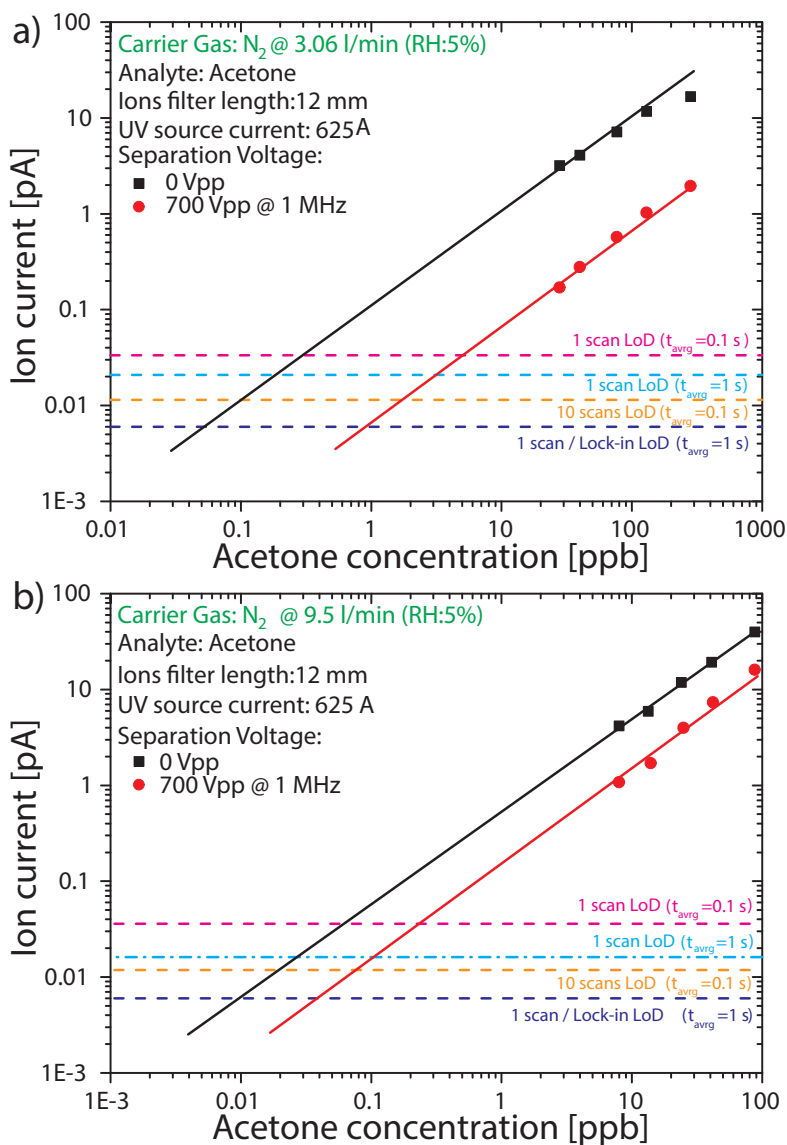 a)
Carrier Gas: N2 @ 3.06 l/min (RH:5%)
Analyte: Acetone
Ions filter length:12 mm
UV source current: 625A
Separation Voltage:
0 Vpp
700 Vpp @ 1 MHz
100
10
1
0.1
0.01
1E-3
Ion current [pA]
1 scan LoD (tavrg=0.1 s)
1 scan LoD (tavrg=1 s)
10 scans LoD (tavrg=0.1 s)
1 scan / Lock-in LoD (tavrg=1 s)
0.01 0.1 1 10 100 1000
Acetone concentration [ppb]
b)
Carrier Gas: N2 @ 9.5 l/min (RH:5%)
Analyte: Acetone
Ions filter length:12 mm
UV source current: 625 A
Separation Voltage:
0 Vpp
700 Vpp @ 1 MHz
100
10
1
0.1
0.01
1E-3
Ion current [pA]
1 scan LoD (tavrg=0.1 s)
1 scan LoD (tavrg=1 s)
10 scans LoD (tavrg=0.1 s)
1 scan / Lock-in LoD (tavrg=1 s)
1E-3 0.01 0.1 1 10 100
Acetone concentration [ppb]